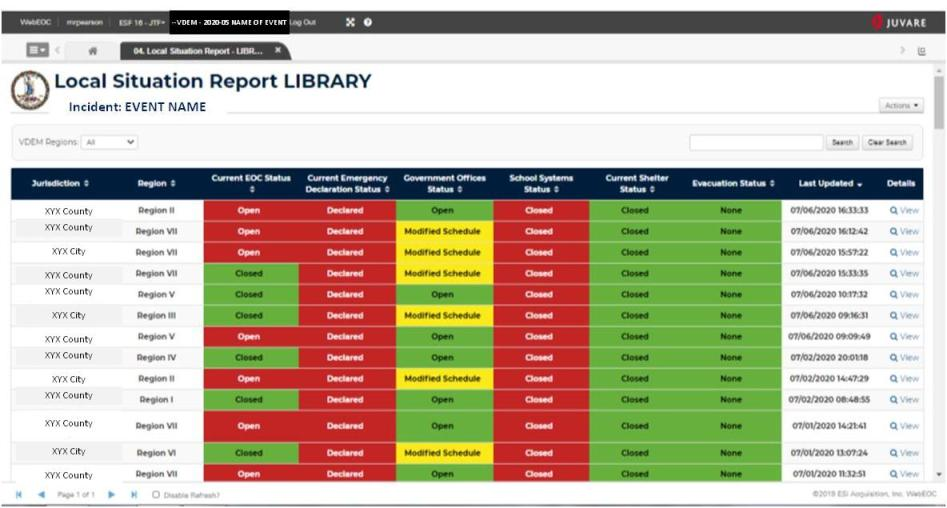 WebEOC mrpearson ESF 16 - JTF --VDEM - 2020-05 NAME OF EVENT Log Out JUVARE
04. Local Situation Report - LIBR... ×
Local Situation Report LIBRARY
Incident: EVENT NAME
Actions
VDEM Regions: All Search Clear Search
Jurisdiction Region Current EOC Status Current Emergency Declaration Status Government Offices Status School Systems Status Current Shelter Status Evacuation Status Last Updated Details
XYX County Region II Open Declared Open Closed Closed None 07/06/2020 16:33:33 View
XYX County Region VII Open Declared Modified Schedule Closed Closed None 07/06/2020 16:12:42 View
XYX City Region VII Open Declared Modified Schedule Closed Closed None 07/06/2020 15:57:22 View
XYX County Region VII Closed Declared Modified Schedule Closed Closed None 07/06/2020 15:33:35 View
XYX County Region V Closed Declared Open Closed Closed None 07/06/2020 10:17:32 View
XYX City Region III Closed Declared Modified Schedule Closed Closed None 07/06/2020 09:16:31 View
XYX County Region V Open Declared Open Closed Closed None 07/06/2020 09:09:49 View
XYX County Region IV Closed Declared Open Closed Closed None 07/02/2020 20:01:18 View
XYX City Region II Open Declared Modified Schedule Closed Closed None 07/02/2020 14:47:29 View
XYX County Region I Closed Declared Open Closed Closed None 07/02/2020 08:48:55 View
XYX County Region VII Open Declared Open Closed Closed None 07/01/2020 14:21:41 View
XYX City Region VI Closed Declared Modified Schedule Closed Closed None 07/01/2020 13:07:24 View
XYX County Region VII Open Declared Open Closed Closed None 07/01/2020 11:32:51 View
Page 1 of 1 Disable Refresh? ©2019 ESi Acquisition, Inc. WebEOC